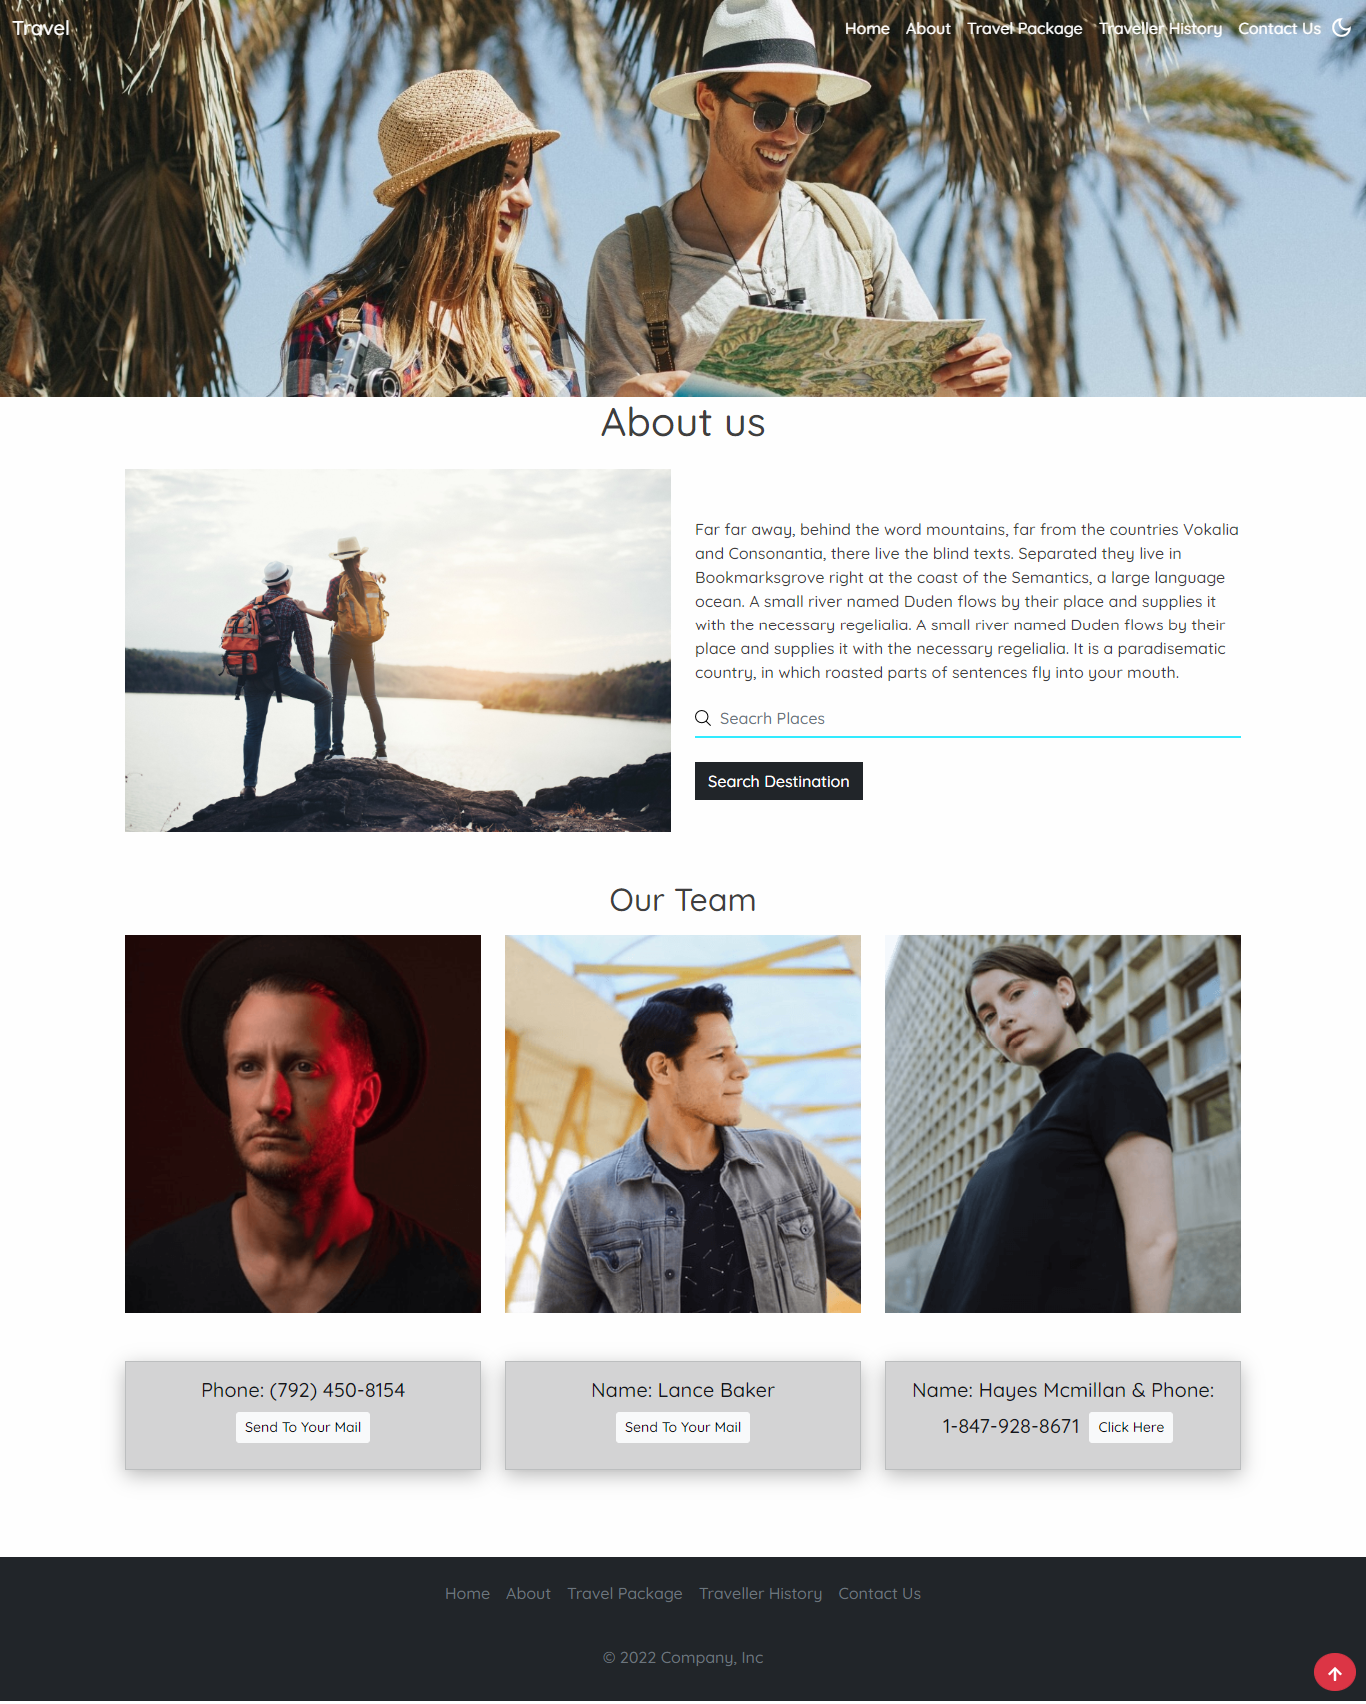 Travel
Home About Travel Package Traveller History Contact Us
About us
Far far away, behind the word mountains, far from the countries Vokalia
and Consonantia, there live the blind texts. Separated they live in
Bookmarksgrove right at the coast of the Semantics, a large language
ocean. A small river named Duden flows by their place and supplies it
with the necessary regelialia. A small river named Duden flows by their
place and supplies it with the necessary regelialia. It is a paradisematic
country, in which roasted parts of sentences fly into your mouth.
Seacrh Places
Search Destination
Our Team
Phone: (792) 450-8154
Send To Your Mail
Name: Lance Baker
Send To Your Mail
Name: Hayes Mcmillan & Phone:
1-847-928-8671 Click Here
Home About Travel Package Traveller History Contact Us
© 2022 Company, Inc